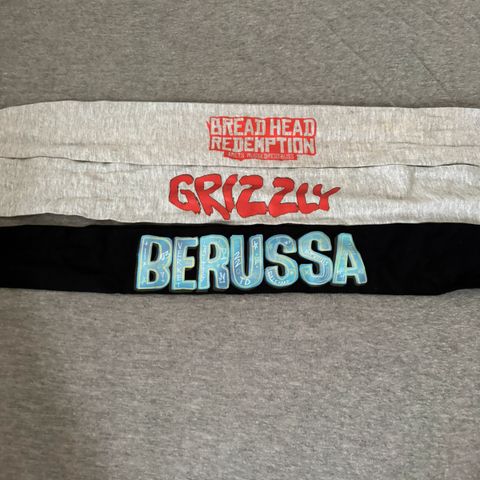 BREAD HEAD
REDEMPTION
GRIZZLY
BERUSSA